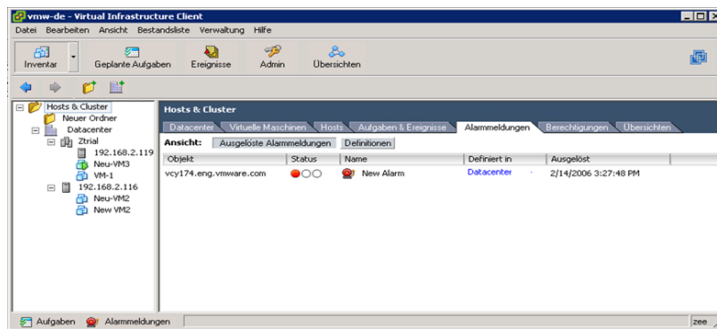 vmw-de - Virtual Infrastructure Client
Datei Bearbeiten Ansicht Bestandsliste Verwaltung Hilfe
Inventar Geplante Aufgaben Ereignisse Admin Übersichten
Hosts & Cluster
Neuer Ordner
Datacenter
Ztrial
192.168.2.119
Neu-VM3
VM-1
192.168.2.116
Neu-VM2
New VM2
Hosts & Cluster
Datacenter Virtuelle Maschinen Hosts Aufgaben & Ereignisse Alarmmeldungen Berechtigungen Übersichten
Ansicht: Ausgelöste Alarmmeldungen Definitionen
Objekt Status Name Definiert in Ausgelöst
vcy174.eng.vmware.com New Alarm Datacenter 2/14/2006 3:27:48 PM
Aufgaben Alarmmeldungen zee